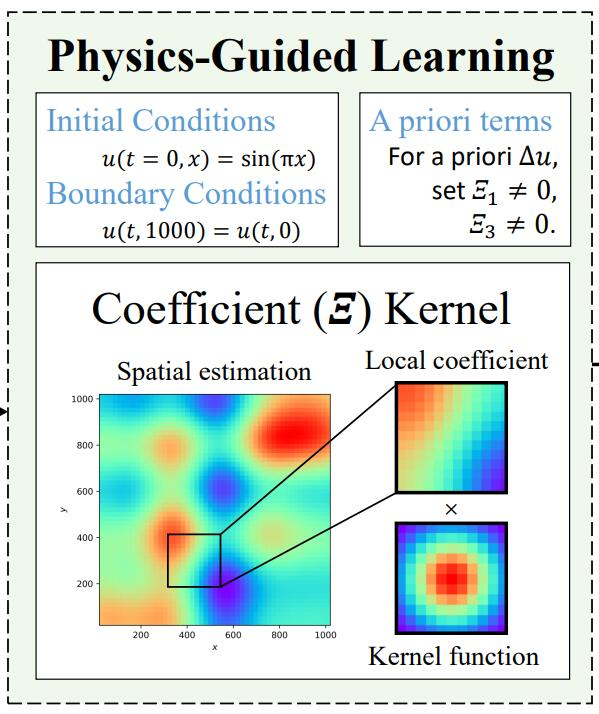 Physics-Guided Learning
Initial Conditions
u(t = 0, x) = sin(πx)
Boundary Conditions
u(t, 1000) = u(t, 0)
A priori terms
For a priori Δu,
set Ξ₁ ≠ 0,
Ξ₃ ≠ 0.
Coefficient (Ξ) Kernel
Spatial estimation
1000
800
600
400
200
y
200 400 600 800 1000
x
Local coefficient
×
Kernel function